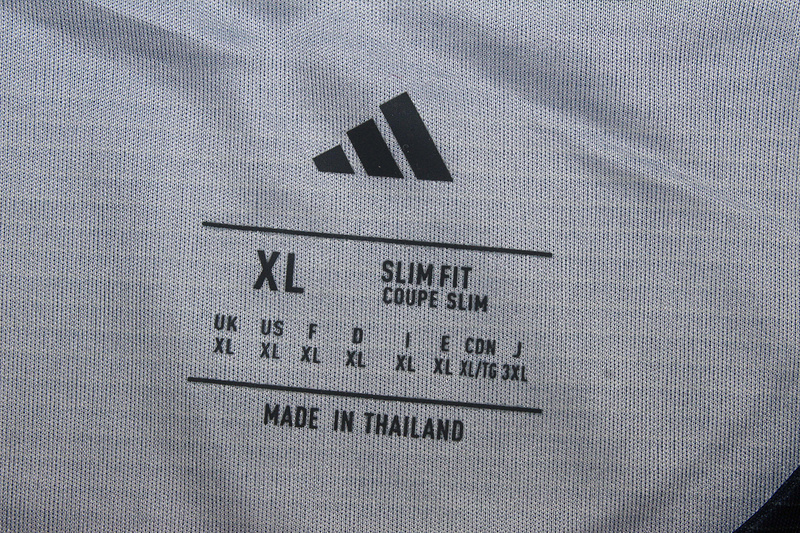 XL SLIM FIT
COUPE SLIM
UK US F D I E CDN J
XL XL XL XL XL XL XL/TG 3XL
MADE IN THAILAND